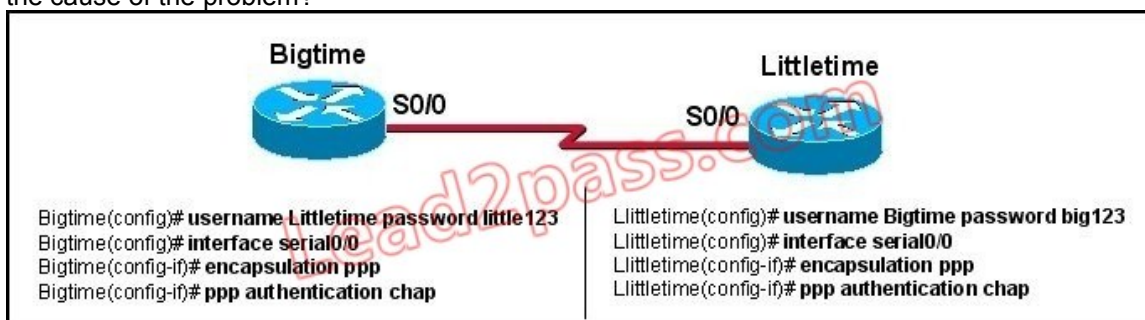 the cause of the problem?
Bigtime
Littletime
S0/0
S0/0
Lead2pass.com
Bigtime(config)# username Littletime password little123
Bigtime(config)# interface serial0/0
Bigtime(config-if)# encapsulation ppp
Bigtime(config-if)# ppp authentication chap
Llittletime(config)# username Bigtime password big123
Llittletime(config)# interface serial0/0
Llittletime(config-if)# encapsulation ppp
Llittletime(config-if)# ppp authentication chap